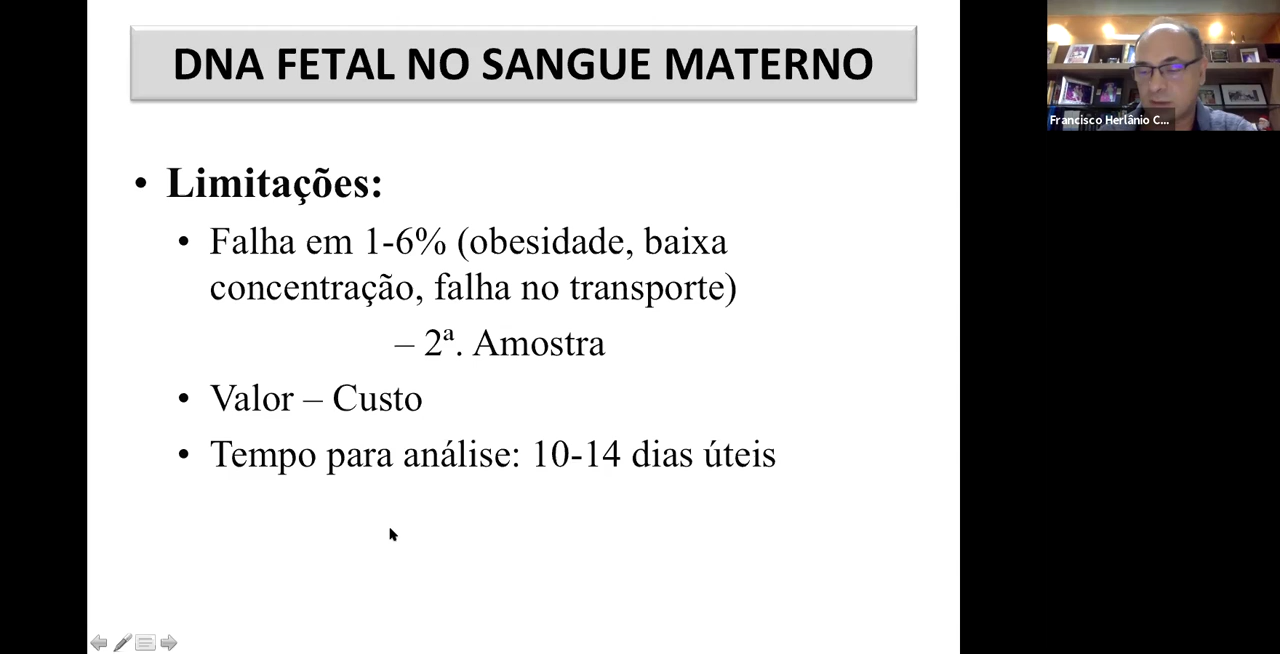 DNA FETAL NO SANGUE MATERNO
Francisco Herlânio C...
• Limitações:
• Falha em 1-6% (obesidade, baixa
concentração, falha no transporte)
– 2ª. Amostra
• Valor – Custo
• Tempo para análise: 10-14 dias úteis